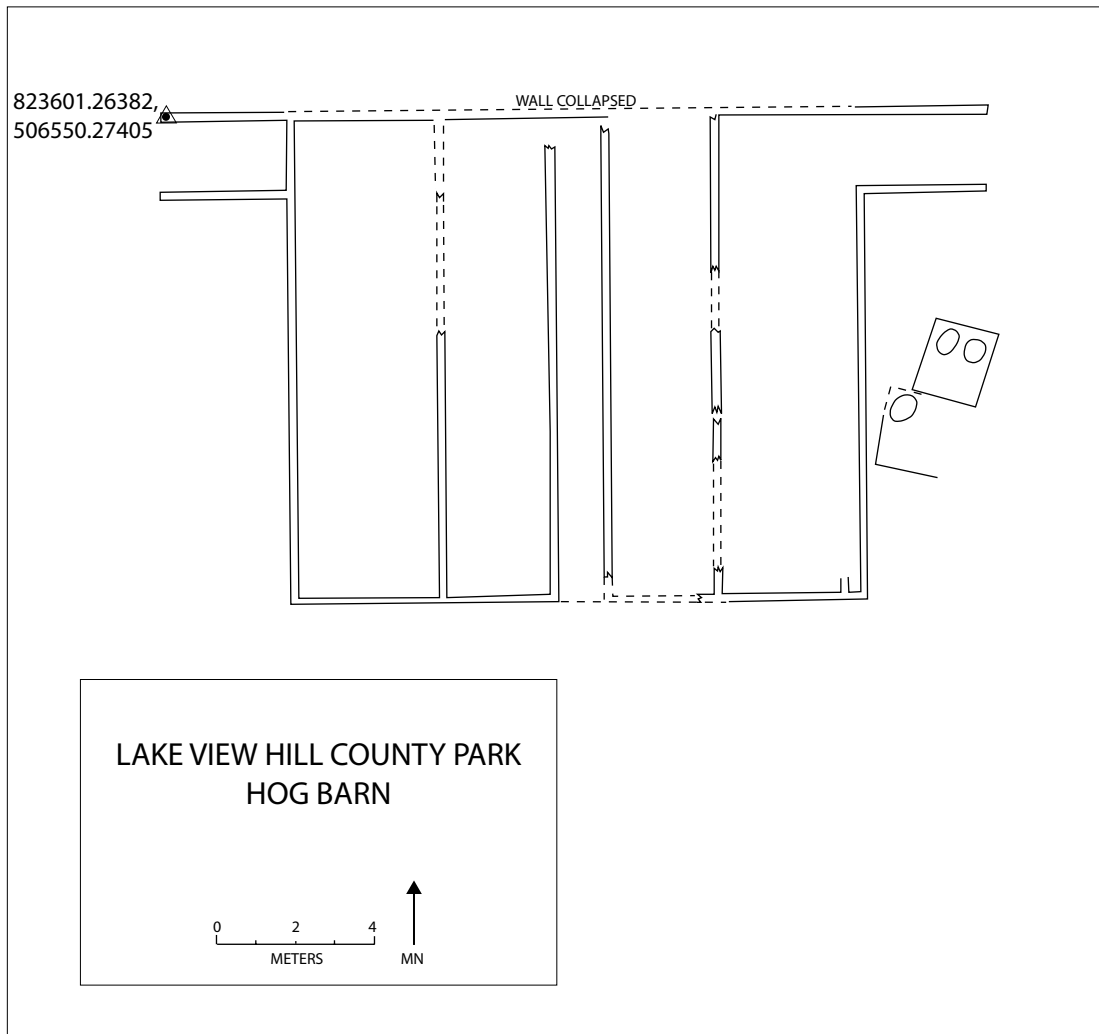 823601.26382,
506550.27405
WALL COLLAPSED
LAKE VIEW HILL COUNTY PARK
HOG BARN
0 2 4
METERS
MN